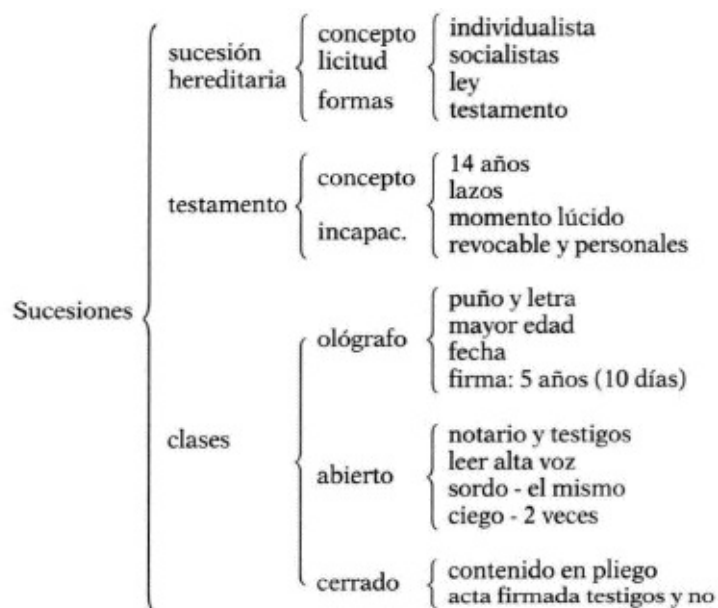 Sucesiones
sucesión
hereditaria
concepto
licitud
formas
individualista
socialistas
ley
testamento
testamento
concepto
incapac.
14 años
lazos
momento lúcido
revocable y personales
clases
ológrafo
puño y letra
mayor edad
fecha
firma: 5 años (10 días)
abierto
notario y testigos
leer alta voz
sordo - el mismo
ciego - 2 veces
cerrado
contenido en pliego
acta firmada testigos y no